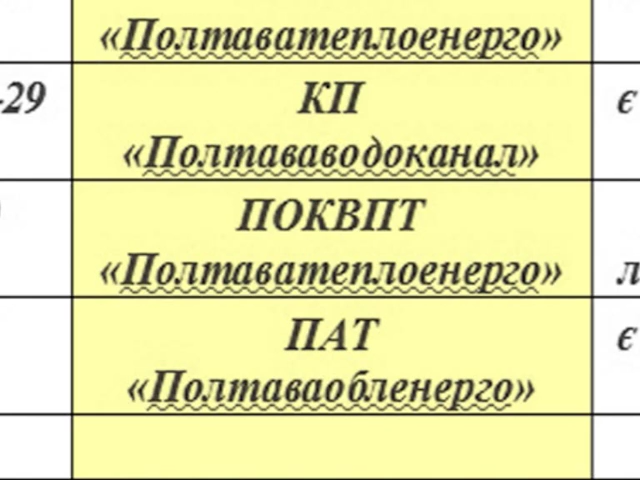 «Полтаватеплоенерго»
-29 КП є
«Полтававодоканал»
ПОКВПТ
«Полтаватеплоенерго» л
ПАТ є
«Полтаваобленерго»